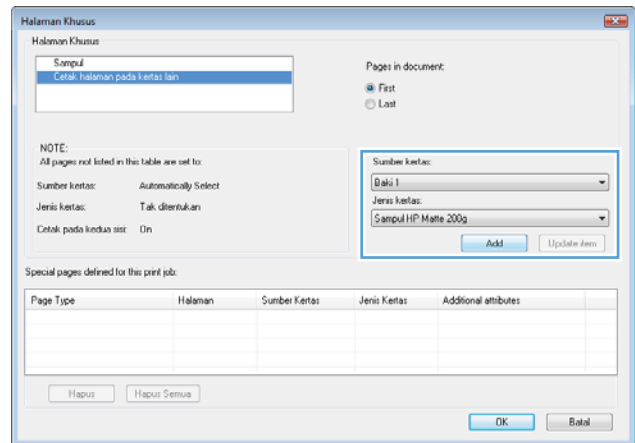 Halaman Khusus
Halaman Khusus
Sampul
Cetak halaman pada kertas lain
Pages in document:
First
Last
NOTE:
All pages not listed in this table are set to:
Sumber kertas: Automatically Select
Jenis kertas: Tak ditentukan
Cetak pada kedua sisi: On
Sumber kertas:
Baki 1
Jenis kertas:
Sampul HP Matte 200g
Add Update item
Special pages defined for this print job:
Page Type Halaman Sumber Kertas Jenis Kertas Additional attributes
Hapus Hapus Semua
OK Batal